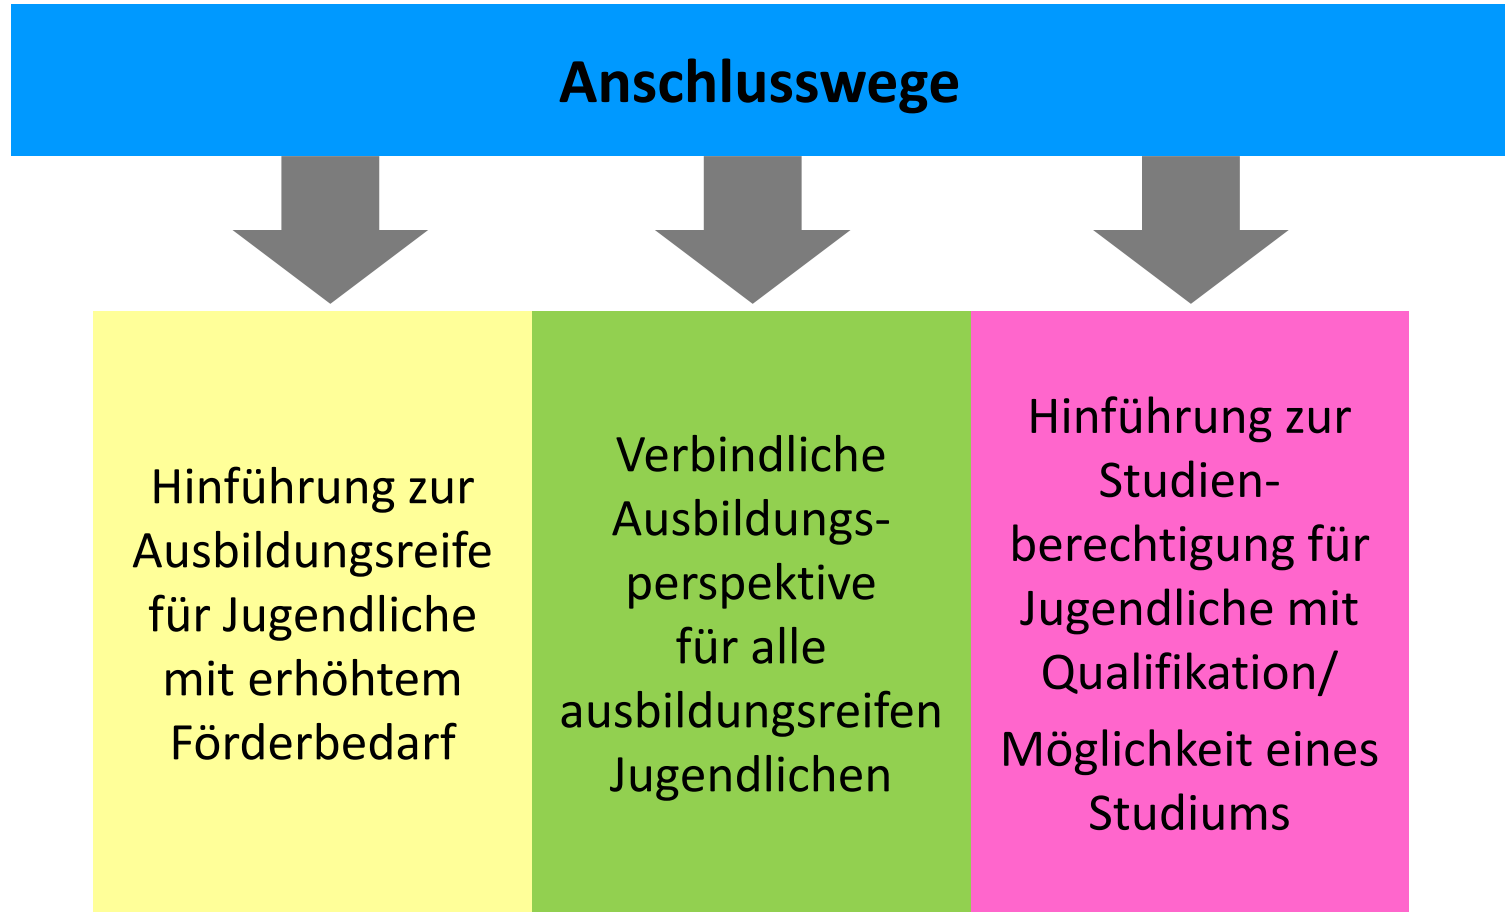 Anschlusswege
Hinführung zur
Ausbildungsreife
für Jugendliche
mit erhöhtem
Förderbedarf
Verbindliche
Ausbildungs-
perspektive
für alle
ausbildungsreifen
Jugendlichen
Hinführung zur
Studien-
berechtigung für
Jugendliche mit
Qualifikation/
Möglichkeit eines
Studiums